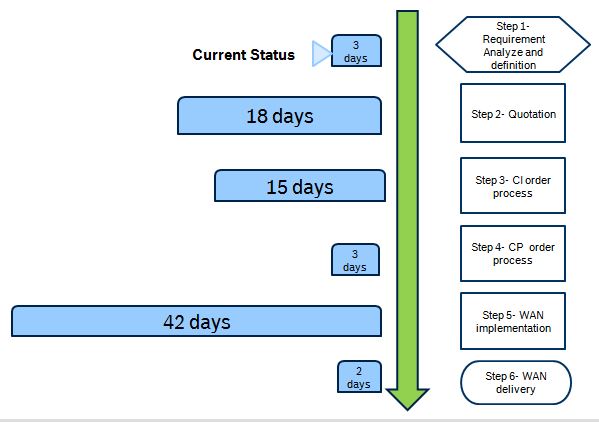 Current Status
3
days
Step 1-
Requirement
Analyze and
definition
18 days
Step 2- Quotation
15 days
Step 3- CI order
process
3
days
Step 4- CP order
process
42 days
Step 5- WAN
implementation
2
days
Step 6- WAN
delivery